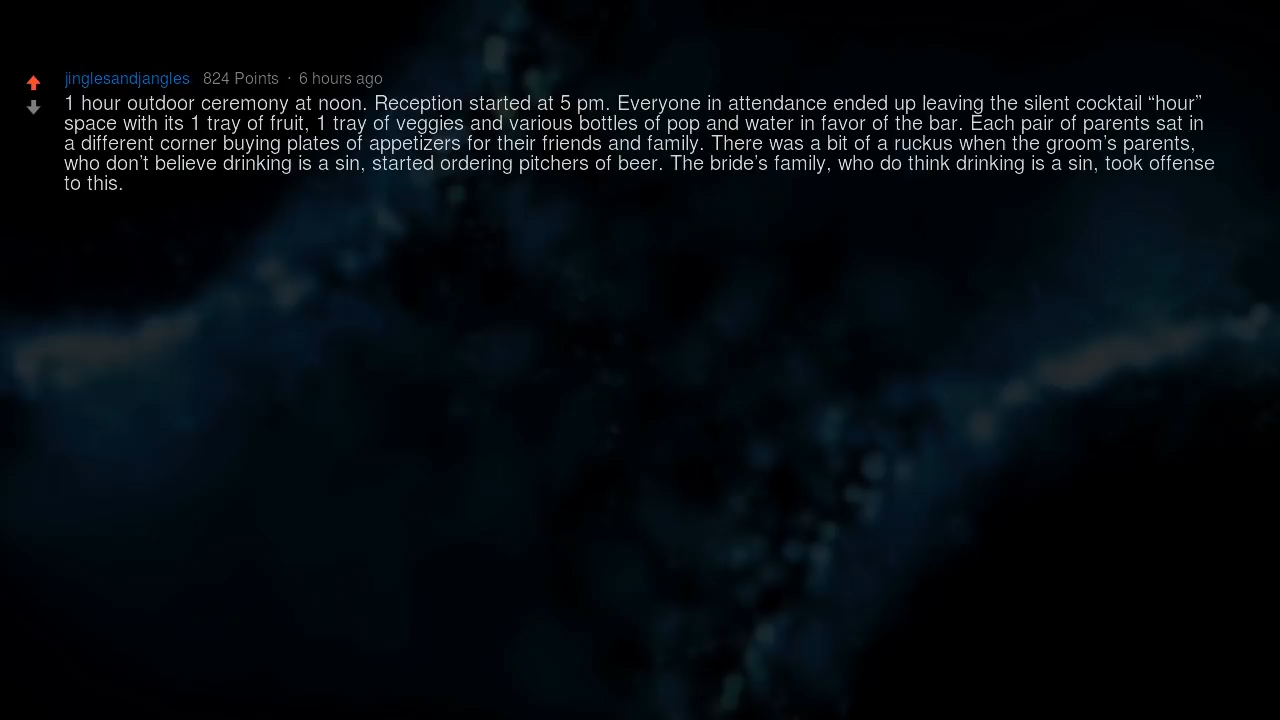 jinglesandjangles 824 Points · 6 hours ago
1 hour outdoor ceremony at noon. Reception started at 5 pm. Everyone in attendance ended up leaving the silent cocktail “hour”
space with its 1 tray of fruit, 1 tray of veggies and various bottles of pop and water in favor of the bar. Each pair of parents sat in
a different corner buying plates of appetizers for their friends and family. There was a bit of a ruckus when the groom’s parents,
who don’t believe drinking is a sin, started ordering pitchers of beer. The bride’s family, who do think drinking is a sin, took offense
to this.